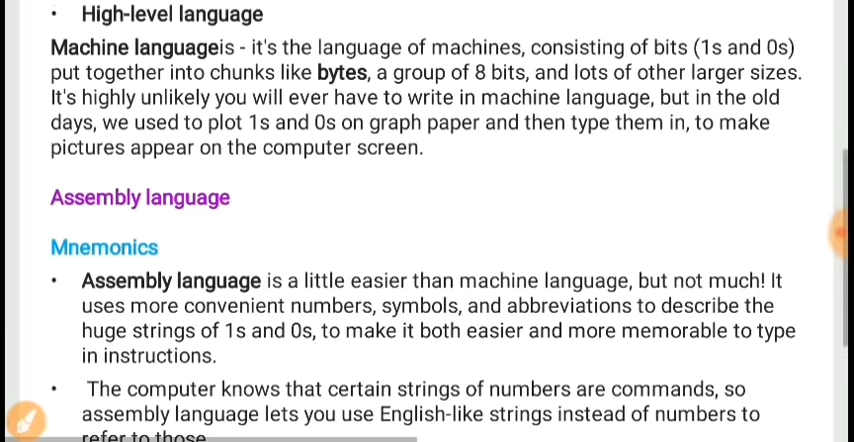 • High-level language
Machine languageis - it's the language of machines, consisting of bits (1s and 0s)
put together into chunks like bytes, a group of 8 bits, and lots of other larger sizes.
It's highly unlikely you will ever have to write in machine language, but in the old
days, we used to plot 1s and 0s on graph paper and then type them in, to make
pictures appear on the computer screen.
Assembly language
Mnemonics
• Assembly language is a little easier than machine language, but not much! It
uses more convenient numbers, symbols, and abbreviations to describe the
huge strings of 1s and 0s, to make it both easier and more memorable to type
in instructions.
• The computer knows that certain strings of numbers are commands, so
assembly language lets you use English-like strings instead of numbers to
refer to those